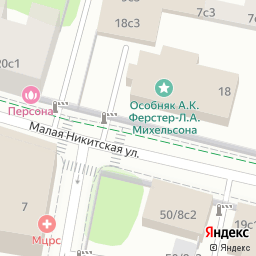 7с3
18с3
20с1
Персона
18
Особняк А.К.
Ферстер-Л.А.
Михельсона
Малая Никитская ул.
7
Мцрс
50/8с2
19с
Яндекс